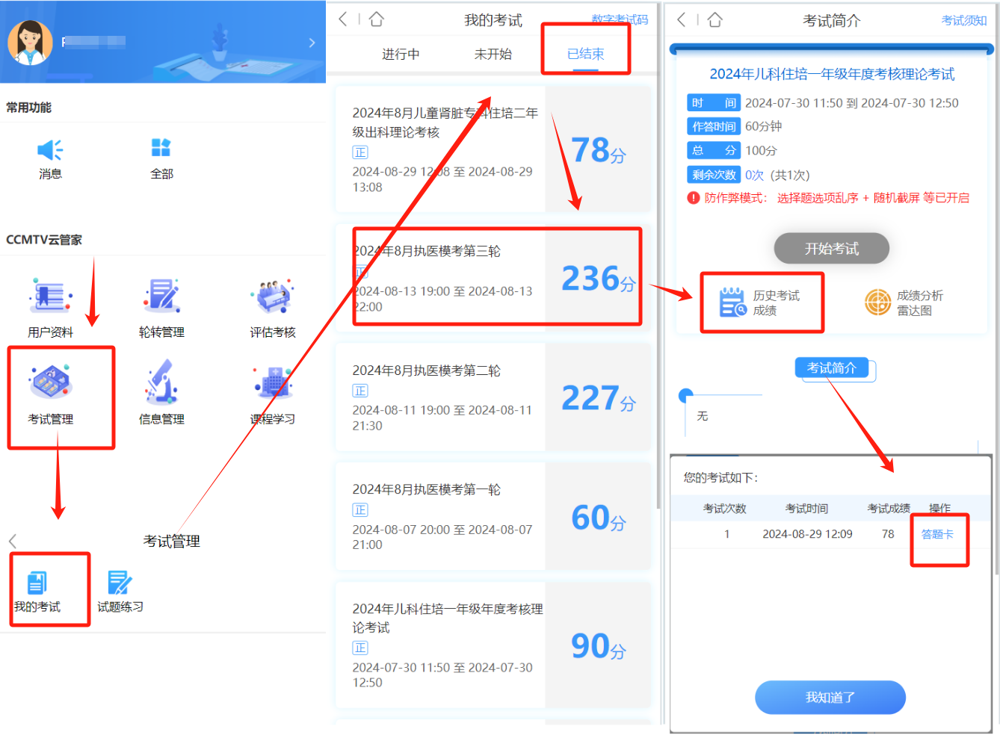 常用功能
消息
全部
CCMTV云管家
用户资料
轮转管理
评估考核
考试管理
信息管理
课程学习
考试管理
我的考试
试题练习
我的考试
数字考试码
进行中
未开始
已结束
2024年8月儿童肾脏专科住培二年
级出科理论考核
正
2024-08-29 12:08 至 2024-08-29
13:08
78分
2024年8月执医模考第三轮
正
2024-08-13 19:00 至 2024-08-13
22:00
236分
2024年8月执医模考第二轮
正
2024-08-11 19:00 至 2024-08-11
21:30
227分
2024年8月执医模考第一轮
正
2024-08-07 20:00 至 2024-08-07
21:00
60分
2024年儿科住培一年级年度考核理
论考试
正
2024-07-30 11:50 至 2024-07-30
12:50
90分
考试简介
考试须知
2024年儿科住培一年级年度考核理论考试
时 间 2024-07-30 11:50 到 2024-07-30 12:50
作答时间 60分钟
总 分 100分
剩余次数 0次 (共1次)
防作弊模式： 选择题选项乱序 + 随机截屏 等已开启
开始考试
历史考试
成绩
成绩分析
雷达图
考试简介
无
您的考试如下：
考试次数 考试时间 考试成绩 操作
1 2024-08-29 12:09 78 答题卡
我知道了